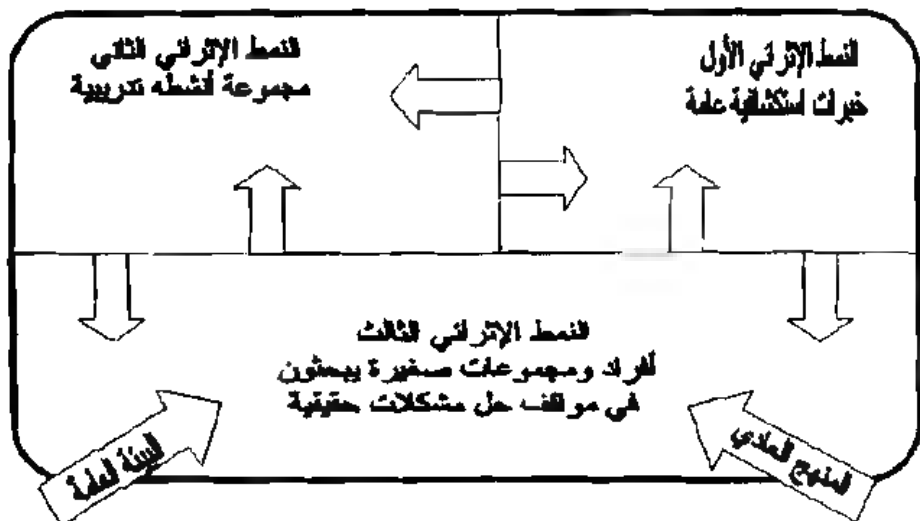 النمط الإثرائي الأول
خبرات استكشافية عامة
النمط الإثرائي الثاني
مجموعة أنشطه تدريبية
النمط الإثرائي الثالث
أفراد ومجموعات صغيرة يبحثون
في مواقف حل مشكلات حقيقية
المنهج العادي
البيئة العامة